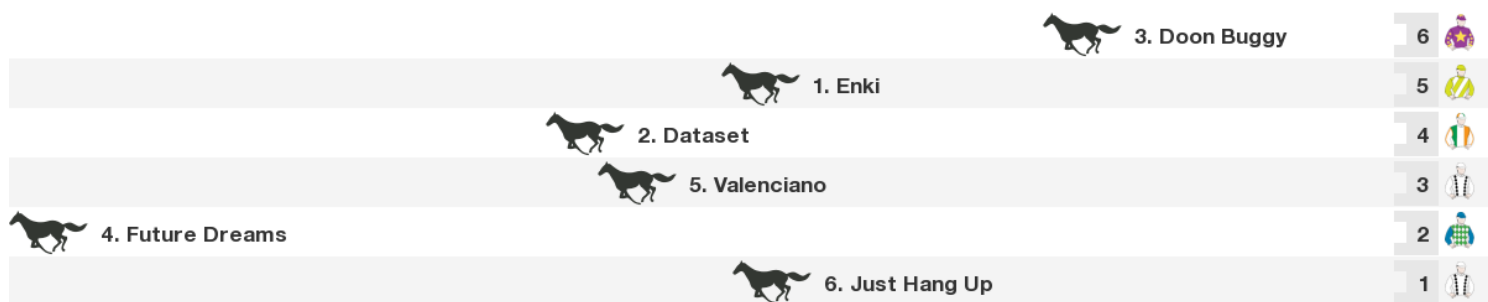 3. Doon Buggy 6
1. Enki 5
2. Dataset 4
5. Valenciano 3
4. Future Dreams 2
6. Just Hang Up 1